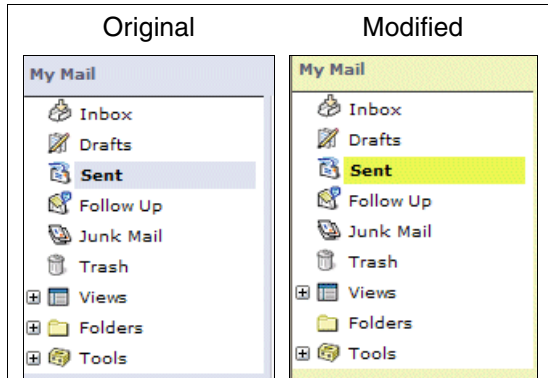 Original
My Mail
Inbox
Drafts
Sent
Follow Up
Junk Mail
Trash
Views
Folders
Tools
Modified
My Mail
Inbox
Drafts
Sent
Follow Up
Junk Mail
Trash
Views
Folders
Tools